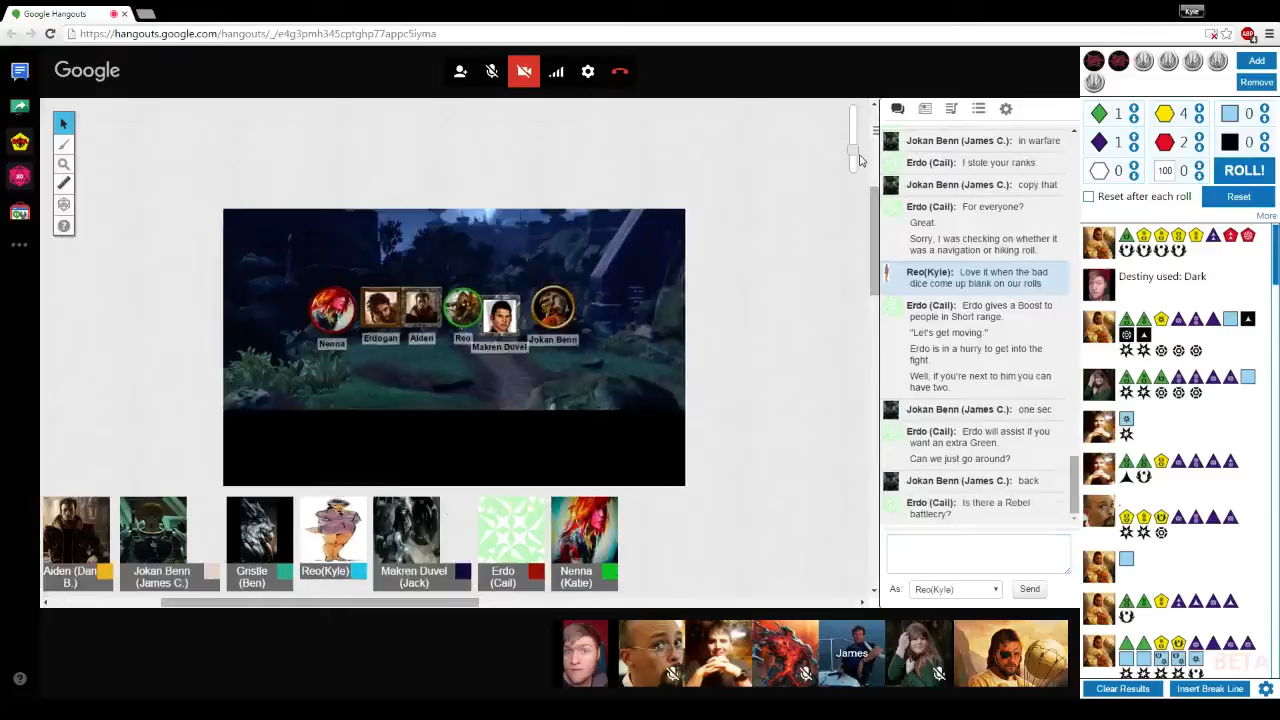 Google Hangouts
Kyle
https://hangouts.google.com/hangouts/_/e4g3pmh345cptghp77appc5iyma
ABP
Google
Add
Remove
1 4 0
1 2 0
0 100 0 ROLL!
Reset after each roll Reset
More
Jokan Benn (James C.): in warfare
Erdo (Cail): I stole your ranks.
Jokan Benn (James C.): copy that
Erdo (Cail): For everyone?
Great.
Sorry, I was checking on whether it
was a navigation or hiking roll.
Reo(Kyle): Love it when the bad
dice come up blank on our rolls
Erdo (Cail): Erdo gives a Boost to
people in Short range.
"Let's get moving."
Erdo is in a hurry to get into the
fight.
Well, if you're next to him you can
have two.
Jokan Benn (James C.): one sec
Erdo (Cail): Erdo will assist if you
want an extra Green.
Can we just go around?
Jokan Benn (James C.): back
Erdo (Cail): Is there a Rebel
battlecry?
As: Reo(Kyle) Send
Destiny used: Dark
Nenna
Erdogan
Aiden
Reo
Makren Duvel
Jokan Benn
Aiden (Dan
B.)
Jokan Benn
(James C.)
Gristle
(Ben)
Reo(Kyle)
Makren Duvel
(Jack)
Erdo
(Cail)
Nenna
(Katie)
20
James
BETA
Clear Results
Insert Break Line